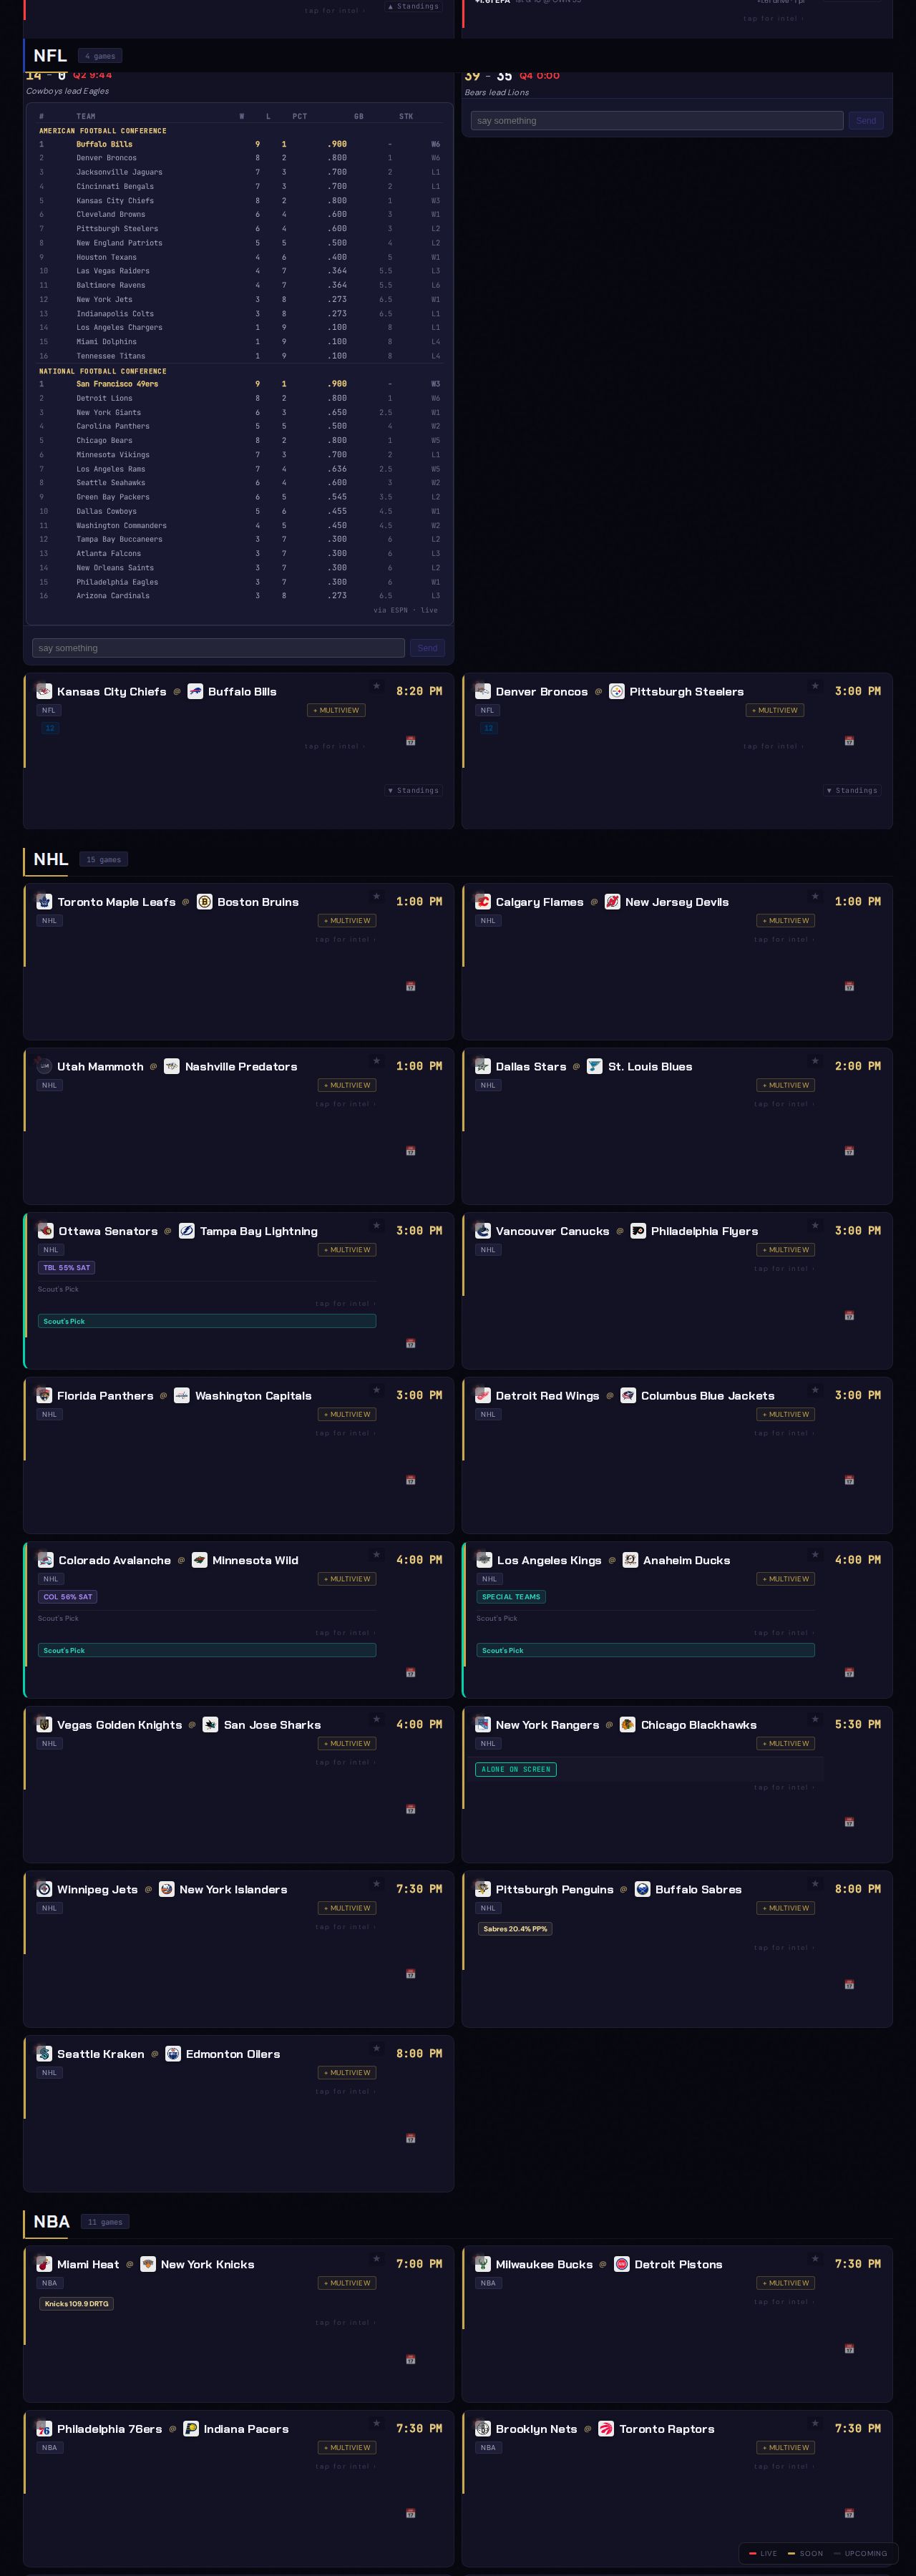 tap for intel ›
▲ Standings
tap for intel ›
NFL 4 games
14 - 0 Q2 9:44
Cowboys lead Eagles
39 - 35 Q4 0:00
Bears lead Lions
say something Send
# TEAM W L PCT GB STK
AMERICAN FOOTBALL CONFERENCE
1 Buffalo Bills 9 1 .900 - W6
2 Denver Broncos 8 2 .800 1 W6
3 Jacksonville Jaguars 7 3 .700 2 L1
4 Cincinnati Bengals 7 3 .700 2 L1
5 Kansas City Chiefs 8 2 .800 1 W3
6 Cleveland Browns 6 4 .600 3 W1
7 Pittsburgh Steelers 6 4 .600 3 L2
8 New England Patriots 5 5 .500 4 L2
9 Houston Texans 4 6 .400 5 W1
10 Las Vegas Raiders 4 7 .364 5.5 L3
11 Baltimore Ravens 4 7 .364 5.5 L6
12 New York Jets 3 8 .273 6.5 W1
13 Indianapolis Colts 3 8 .273 6.5 L1
14 Los Angeles Chargers 1 9 .100 8 L1
15 Miami Dolphins 1 9 .100 8 L4
16 Tennessee Titans 1 9 .100 8 L4
NATIONAL FOOTBALL CONFERENCE
1 San Francisco 49ers 9 1 .900 - W3
2 Detroit Lions 8 2 .800 1 W6
3 New York Giants 6 3 .650 2.5 W1
4 Carolina Panthers 5 5 .500 4 W2
5 Chicago Bears 8 2 .800 1 W5
6 Minnesota Vikings 7 3 .700 2 L1
7 Los Angeles Rams 7 4 .636 2.5 W5
8 Seattle Seahawks 6 4 .600 3 W2
9 Green Bay Packers 6 5 .545 3.5 L2
10 Dallas Cowboys 5 6 .455 4.5 W1
11 Washington Commanders 4 5 .450 4.5 W2
12 Tampa Bay Buccaneers 3 7 .300 6 L2
13 Atlanta Falcons 3 7 .300 6 L3
14 New Orleans Saints 3 7 .300 6 L2
15 Philadelphia Eagles 3 7 .300 6 W1
16 Arizona Cardinals 3 8 .273 6.5 L3
via ESPN · live
say something Send
Kansas City Chiefs @ Buffalo Bills ★ 8:20 PM
NFL + MULTIVIEW
12
tap for intel ›
▼ Standings
Denver Broncos @ Pittsburgh Steelers ★ 3:00 PM
NFL + MULTIVIEW
12
tap for intel ›
▼ Standings
NHL 15 games
Toronto Maple Leafs @ Boston Bruins ★ 1:00 PM
NHL + MULTIVIEW
tap for intel ›
Calgary Flames @ New Jersey Devils ★ 1:00 PM
NHL + MULTIVIEW
tap for intel ›
Utah Mammoth @ Nashville Predators ★ 1:00 PM
NHL + MULTIVIEW
tap for intel ›
Dallas Stars @ St. Louis Blues ★ 2:00 PM
NHL + MULTIVIEW
tap for intel ›
Ottawa Senators @ Tampa Bay Lightning ★ 3:00 PM
NHL + MULTIVIEW
TBL 55% SAT
Scout's Pick
tap for intel ›
Scout's Pick
Vancouver Canucks @ Philadelphia Flyers ★ 3:00 PM
NHL + MULTIVIEW
tap for intel ›
Florida Panthers @ Washington Capitals ★ 3:00 PM
NHL + MULTIVIEW
tap for intel ›
Detroit Red Wings @ Columbus Blue Jackets ★ 3:00 PM
NHL + MULTIVIEW
tap for intel ›
Colorado Avalanche @ Minnesota Wild ★ 4:00 PM
NHL + MULTIVIEW
COL 56% SAT
Scout's Pick
tap for intel ›
Scout's Pick
Los Angeles Kings @ Anaheim Ducks ★ 4:00 PM
NHL + MULTIVIEW
SPECIAL TEAMS
Scout's Pick
tap for intel ›
Scout's Pick
Vegas Golden Knights @ San Jose Sharks ★ 4:00 PM
NHL + MULTIVIEW
tap for intel ›
New York Rangers @ Chicago Blackhawks ★ 5:30 PM
NHL + MULTIVIEW
ALONE ON SCREEN
tap for intel ›
Winnipeg Jets @ New York Islanders ★ 7:30 PM
NHL + MULTIVIEW
tap for intel ›
Pittsburgh Penguins @ Buffalo Sabres ★ 8:00 PM
NHL + MULTIVIEW
Sabres 20.4% PP%
tap for intel ›
Seattle Kraken @ Edmonton Oilers ★ 8:00 PM
NHL + MULTIVIEW
tap for intel ›
NBA 11 games
Miami Heat @ New York Knicks ★ 7:00 PM
NBA + MULTIVIEW
Knicks 109.9 DRTG
tap for intel ›
Milwaukee Bucks @ Detroit Pistons ★ 7:30 PM
NBA + MULTIVIEW
tap for intel ›
Philadelphia 76ers @ Indiana Pacers ★ 7:30 PM
NBA + MULTIVIEW
tap for intel ›
Brooklyn Nets @ Toronto Raptors ★ 7:30 PM
NBA + MULTIVIEW
tap for intel ›
LIVE SOON UPCOMING